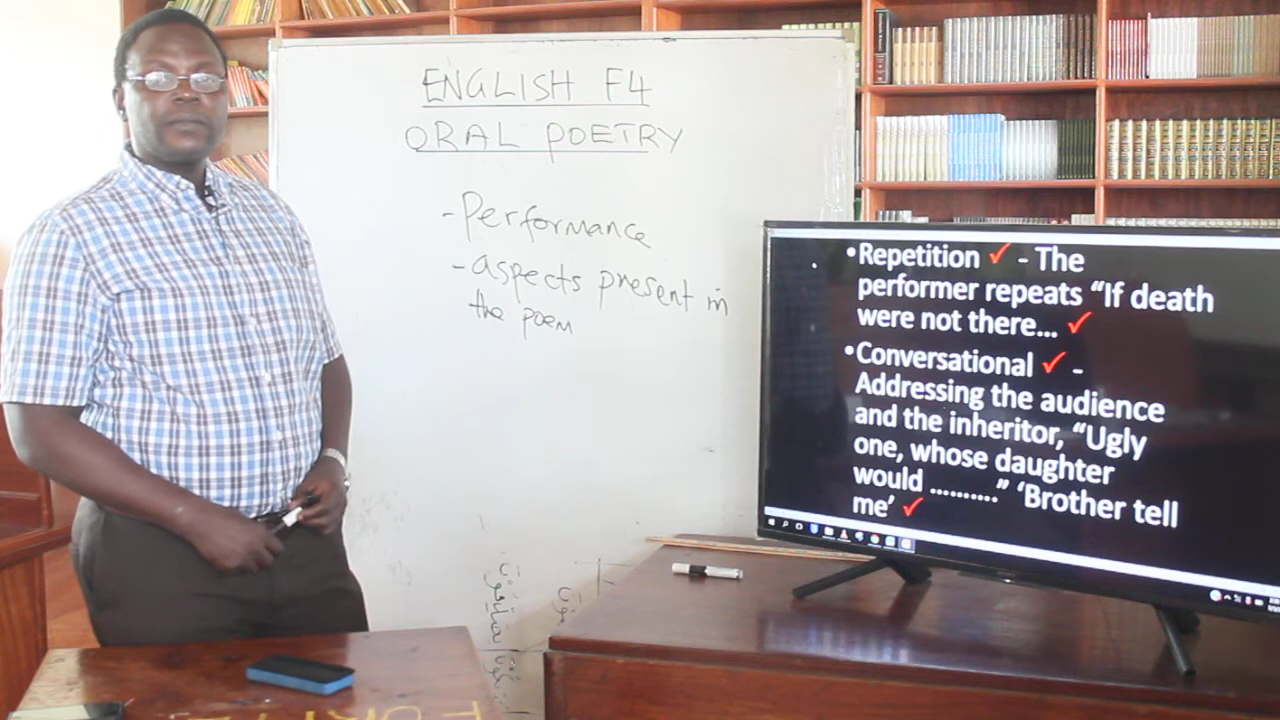 ENGLISH F4
ORAL POETRY
- Performance
- aspects present in
the poem
• Repetition ✓ - The
performer repeats “If death
were not there... ✓
• Conversational ✓ -
Addressing the audience
and the inheritor, “Ugly
one, whose daughter
would ..........” ‘Brother tell
me’ ✓